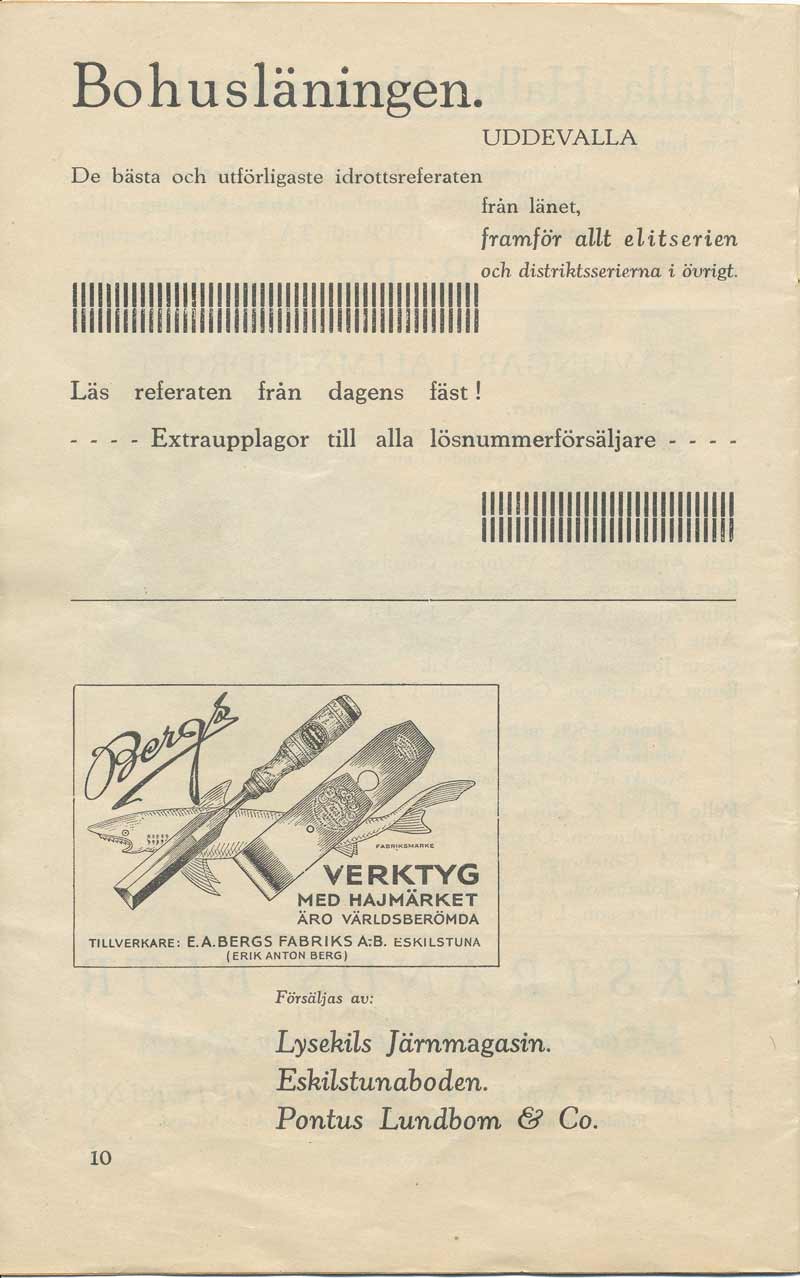 Bohusläningen.
UDDEVALLA
De bästa och utförligaste idrottsreferaten
från länet,
framför allt elitserien
och distriktsserierna i övrigt.
Läs referaten från dagens fäst!
- - - - Extraupplagor till alla lösnummerförsäljare - - - -
Bergs
FABRIKSMÄRKE
VERKTYG
MED HAJMÄRKET
ÄRO VÄRLDSBERÖMDA
TILLVERKARE: E.A.BERGS FABRIKS A.-B. ESKILSTUNA
(ERIK ANTON BERG)
Försäljas av:
Lysekils Järnmagasin.
Eskilstunaboden.
Pontus Lundbom & Co.
10